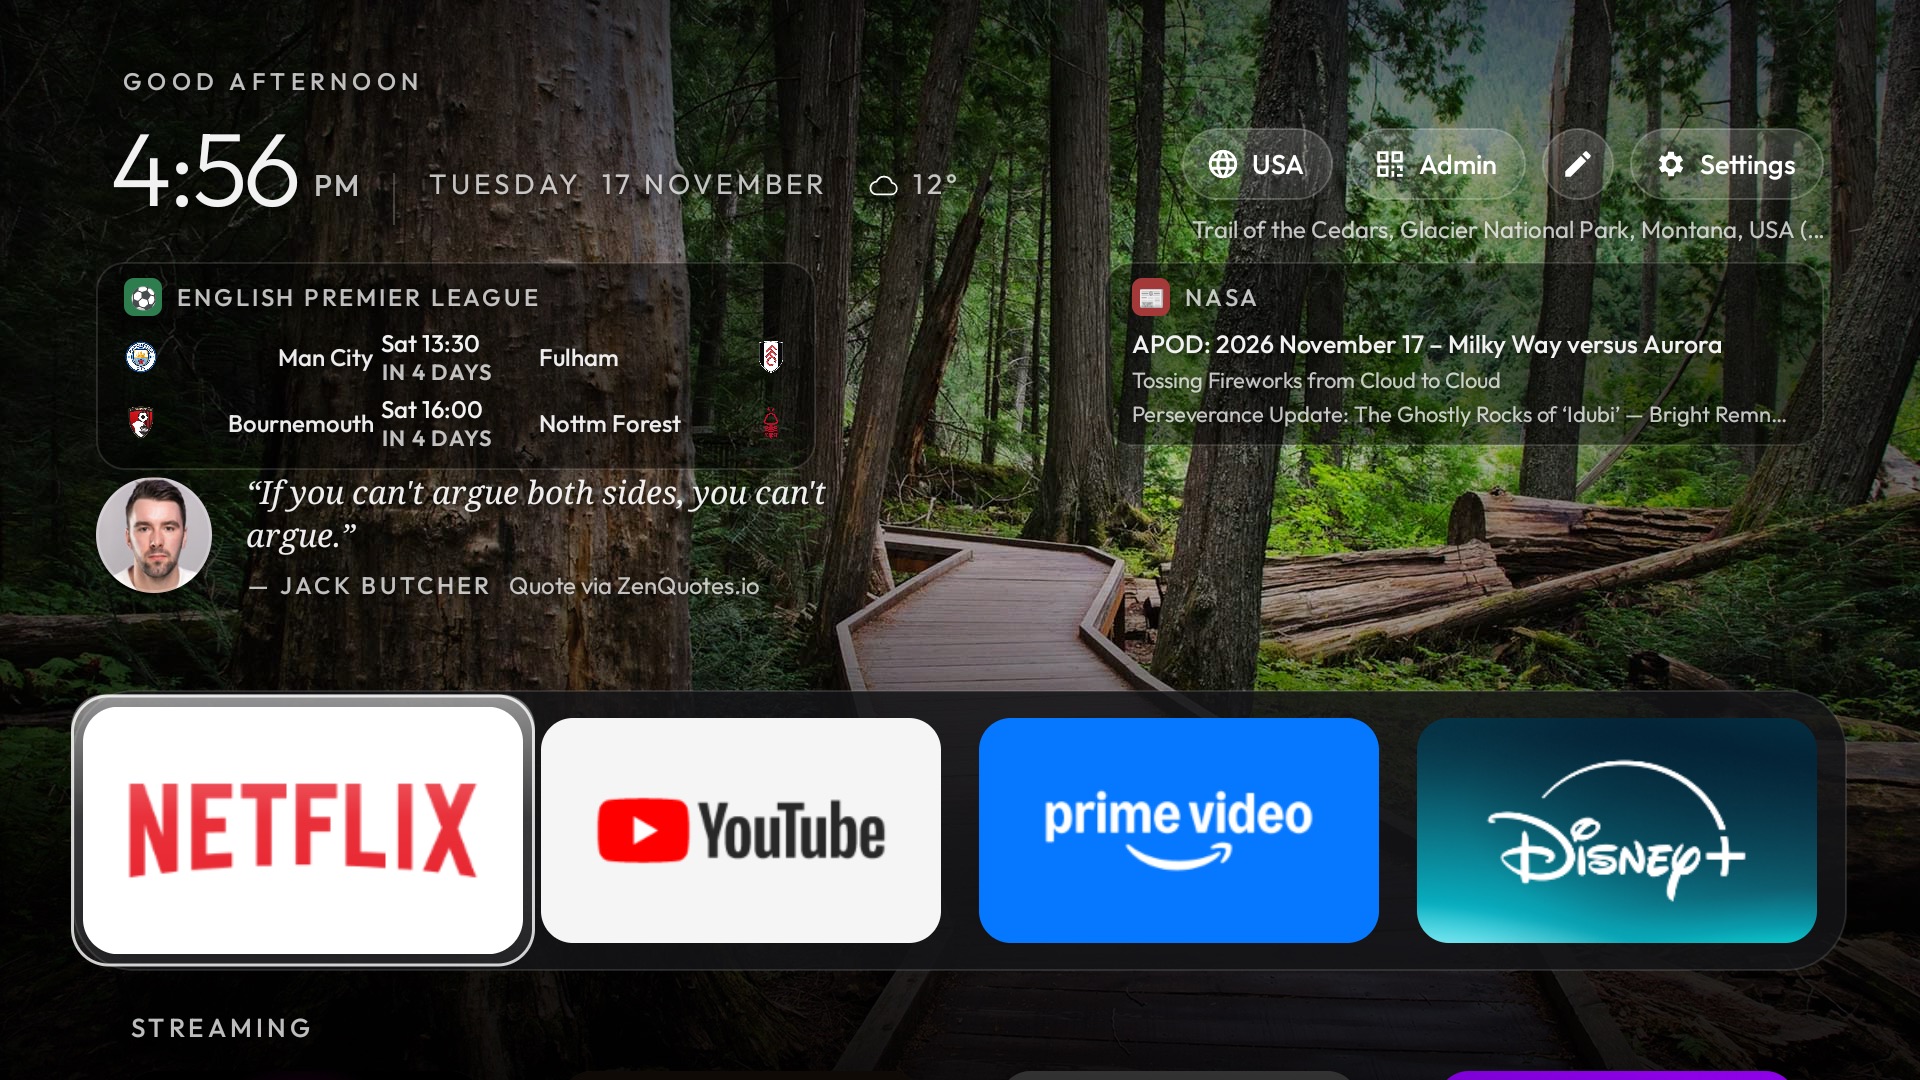 GOOD AFTERNOON
4:56 PM
TUESDAY 17 NOVEMBER
12°
USA
Admin
Settings
Trail of the Cedars, Glacier National Park, Montana, USA (...
ENGLISH PREMIER LEAGUE
Man City Sat 13:30 Fulham
IN 4 DAYS
Bournemouth Sat 16:00 Nottm Forest
IN 4 DAYS
NASA
APOD: 2026 November 17 – Milky Way versus Aurora
Tossing Fireworks from Cloud to Cloud
Perseverance Update: The Ghostly Rocks of ‘Idubi’ — Bright Remn...
“If you can't argue both sides, you can't
argue.”
— JACK BUTCHER Quote via ZenQuotes.io
NETFLIX
YouTube
prime video
Disney+
STREAMING